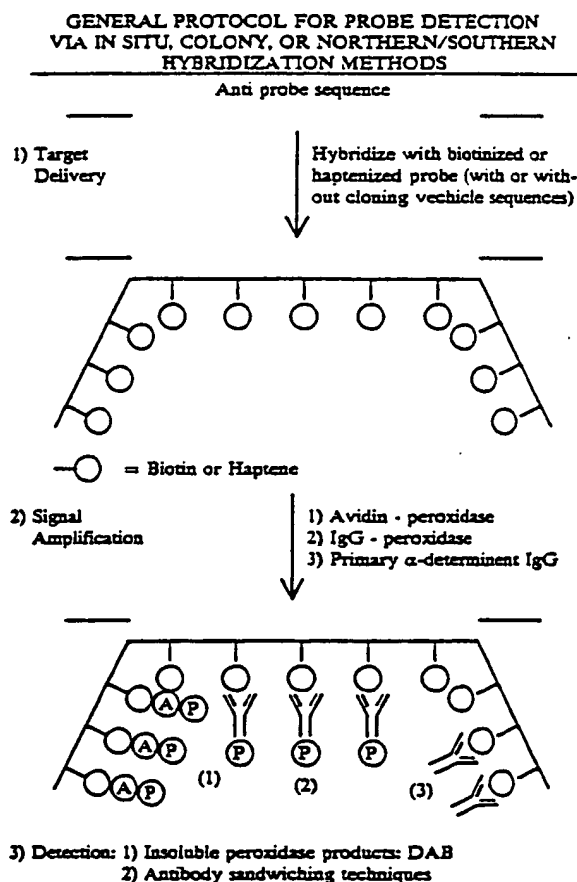 GENERAL PROTOCOL FOR PROBE DETECTION
VIA IN SITU, COLONY, OR NORTHERN/SOUTHERN
HYBRIDIZATION METHODS
Anti probe sequence
1) Target
Delivery
Hybridize with biotinized or
haptenized probe (with or with-
out cloning vechicle sequences)
= Biotin or Haptene
2) Signal
Amplification
1) Avidin - peroxidase
2) IgG - peroxidase
3) Primary α-determinent IgG
A P
A P
A P
P
P
P
(1)
(2)
(3)
3) Detection: 1) Insoluble peroxidase products: DAB
2) Antibody sandwiching techniques